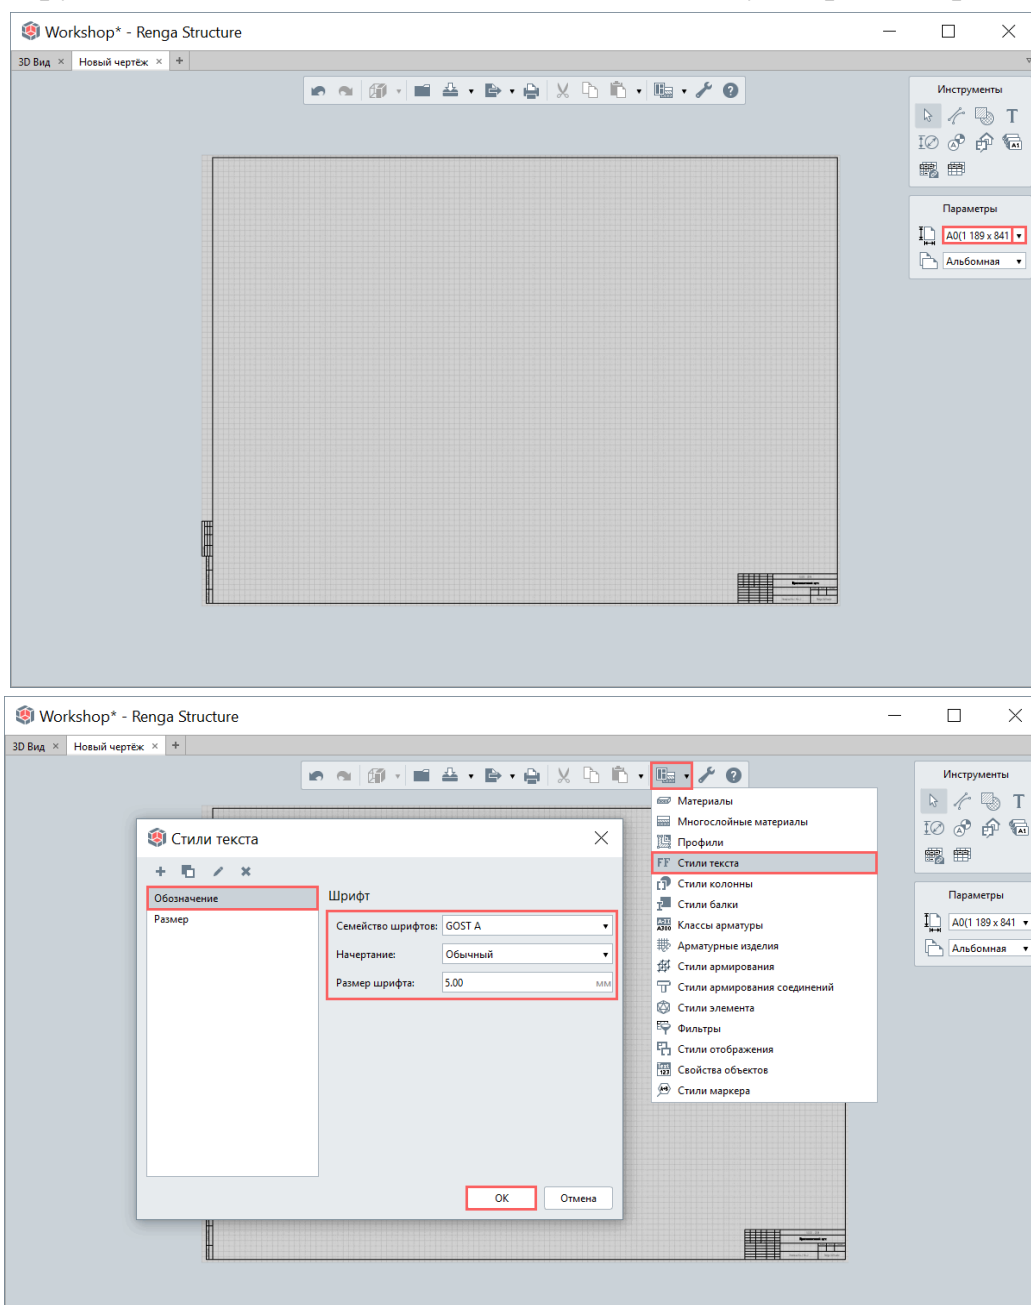 Workshop* - Renga Structure
3D Вид × Новый чертёж × +
Инструменты
Параметры
A0(1 189 x 841
Альбомная
Workshop* - Renga Structure
3D Вид × Новый чертёж × +
Инструменты
Материалы
Многослойные материалы
Профили
Стили текста
Стили колонны
Стили балки
Классы арматуры
Арматурные изделия
Стили армирования
Стили армирования соединений
Стили элемента
Фильтры
Стили отображения
Свойства объектов
Стили маркера
Стили текста
Обозначение
Размер
Шрифт
Семейство шрифтов: GOST A
Начертание: Обычный
Размер шрифта: 5.00 мм
OK Отмена
Параметры
A0(1 189 x 841
Альбомная